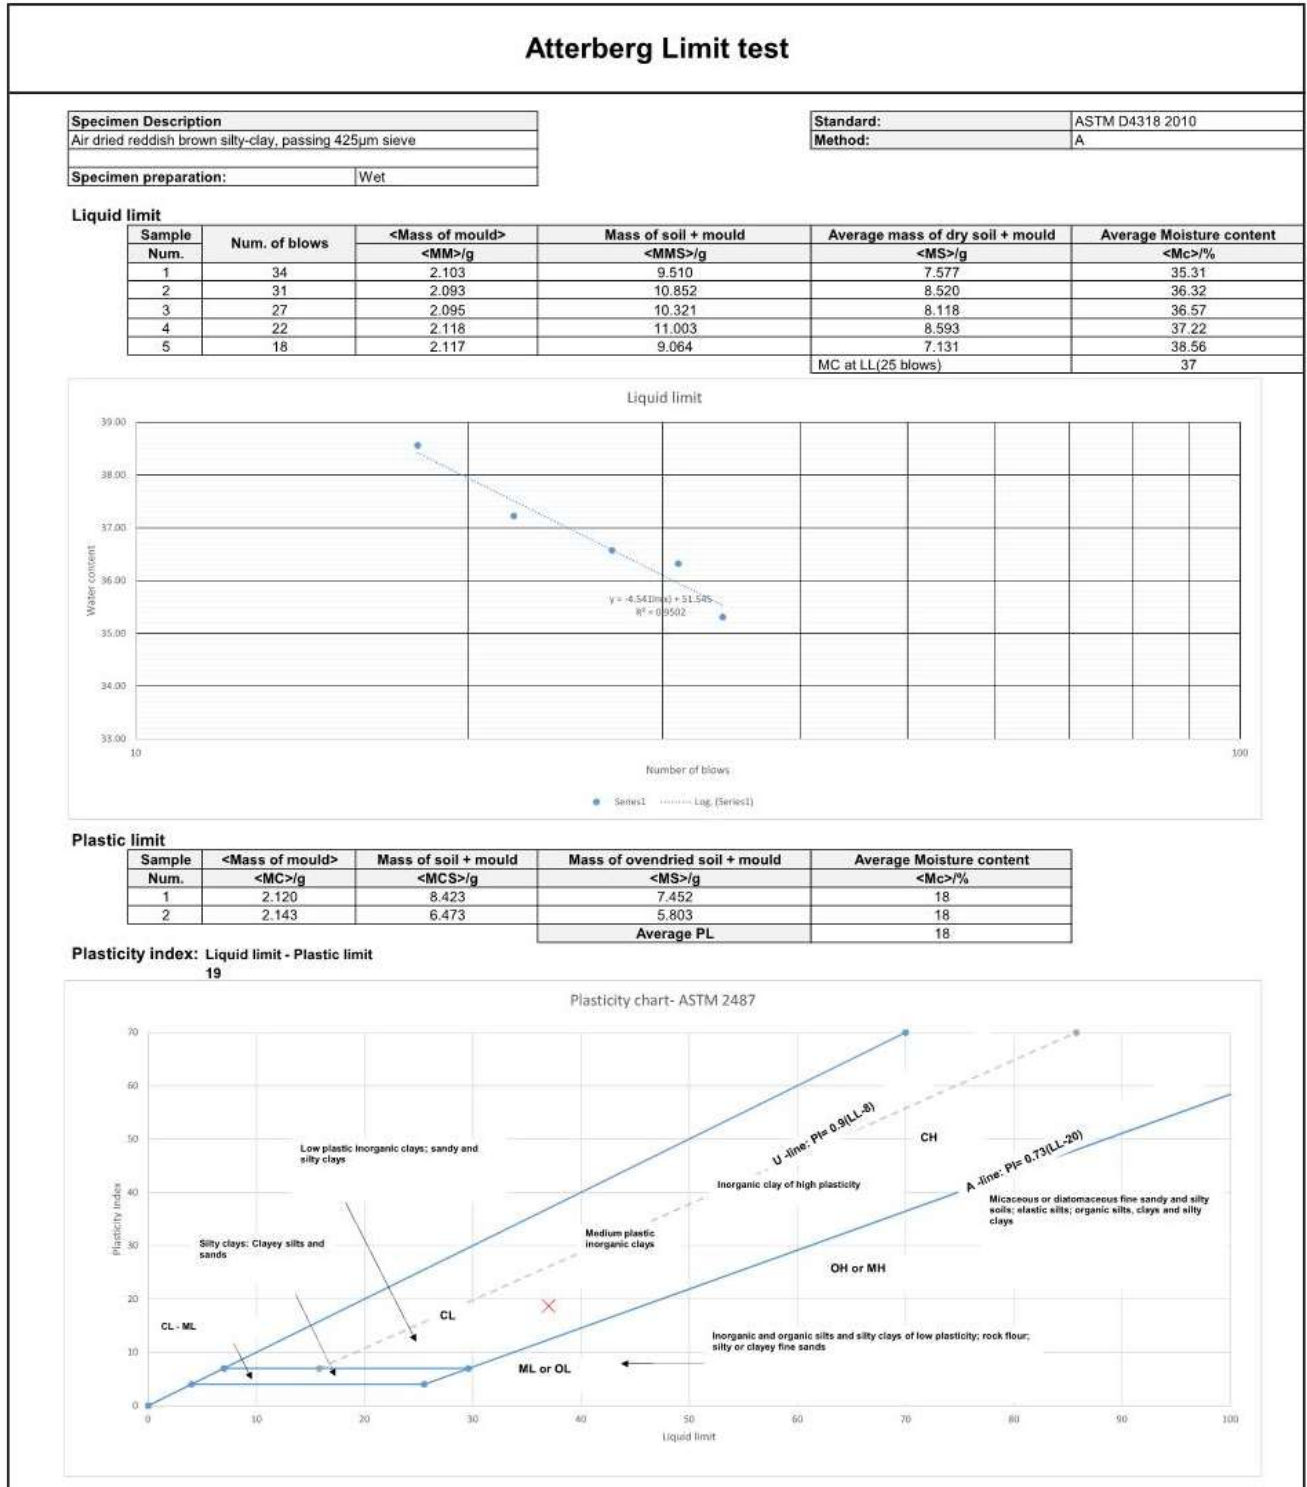 Atterberg Limit test
Specimen Description
Air dried reddish brown silty-clay, passing 425µm sieve
Specimen preparation: Wet
Standard: ASTM D4318 2010
Method: A
Liquid limit
Sample Num. of blows <Mass of mould> Mass of soil + mould Average mass of dry soil + mould Average Moisture content
Num. <MM>/g <MMS>/g <MS>/g <Mc>/%
1 34 2.103 9.510 7.577 35.31
2 31 2.093 10.852 8.520 36.32
3 27 2.095 10.321 8.118 36.57
4 22 2.118 11.003 8.593 37.22
5 18 2.117 9.064 7.131 38.56
MC at LL(25 blows) 37
Liquid limit
39.00
38.00
37.00
36.00
35.00
34.00
33.00
Water content
y = -4.541ln(x) + 51.545
R² = 0.9502
10 100
Number of blows
Series1 Log. (Series1)
Plastic limit
Sample <Mass of mould> Mass of soil + mould Mass of ovendried soil + mould Average Moisture content
Num. <MC>/g <MCS>/g <MS>/g <Mc>/%
1 2.120 8.423 7.452 18
2 2.143 6.473 5.803 18
Average PL 18
Plasticity index: Liquid limit - Plastic limit
19
Plasticity chart- ASTM 2487
70
60
50
40
30
20
10
0
Plasticity Index
Low plastic inorganic clays; sandy and
silty clays
Silty clays: Clayey silts and
sands
CL - ML
CL
Medium plastic
inorganic clays
Inorganic clay of high plasticity
U -line: PI= 0.9(LL-8)
CH
A -line: PI= 0.73(LL-20)
Micaceous or diatomaceous fine sandy and silty
soils; elastic silts; organic silts, clays and silty
clays
OH or MH
Inorganic and organic silts and silty clays of low plasticity; rock flour;
silty or clayey fine sands
ML or OL
0 10 20 30 40 50 60 70 80 90 100
Liquid limit